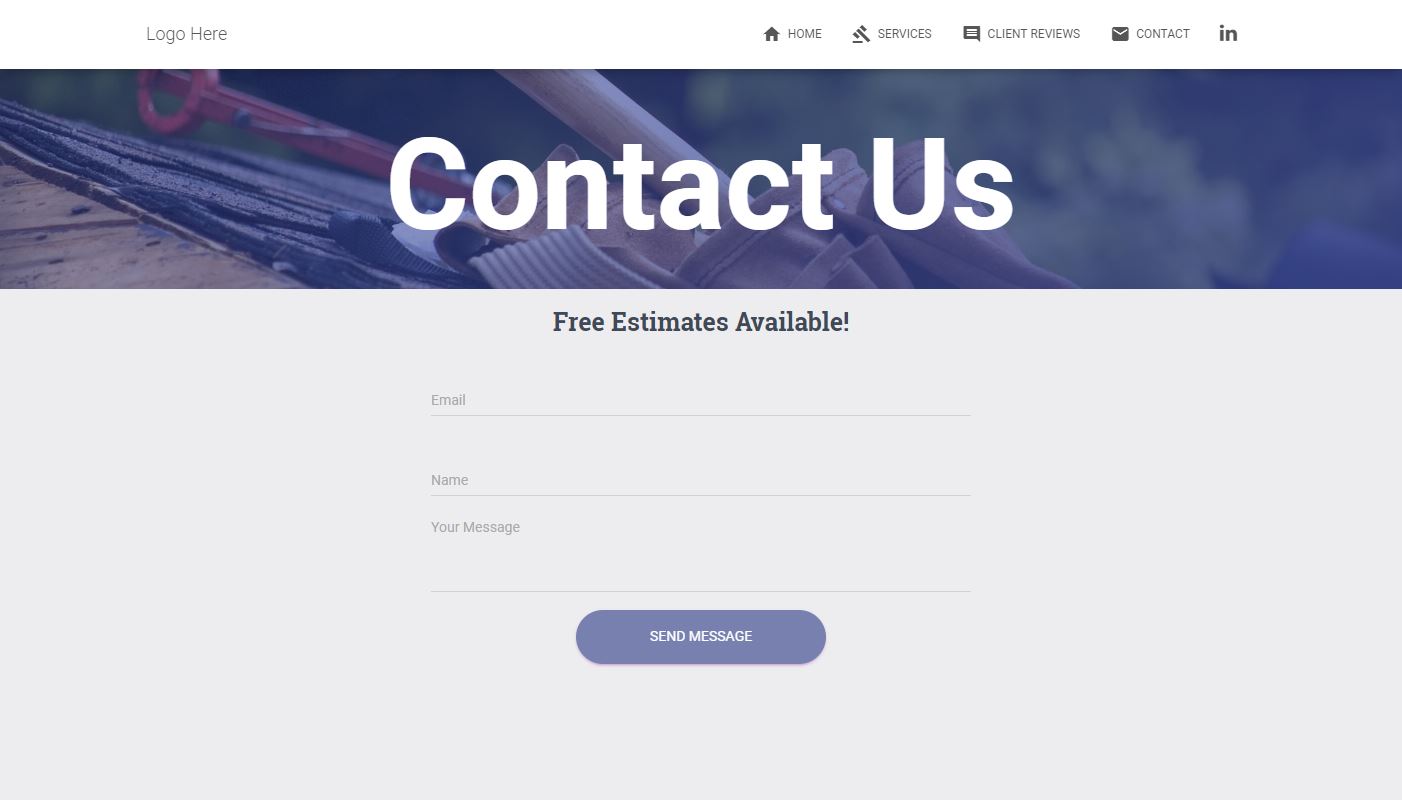 Logo Here
HOME SERVICES CLIENT REVIEWS CONTACT in
Contact Us
Free Estimates Available!
Email
Name
Your Message
SEND MESSAGE